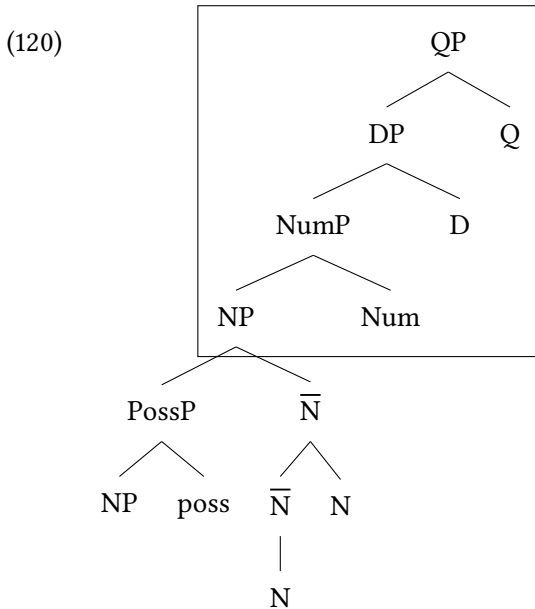 (120) QP
DP Q
NumP D
NP Num
PossP N̅
NP poss N̅ N
N